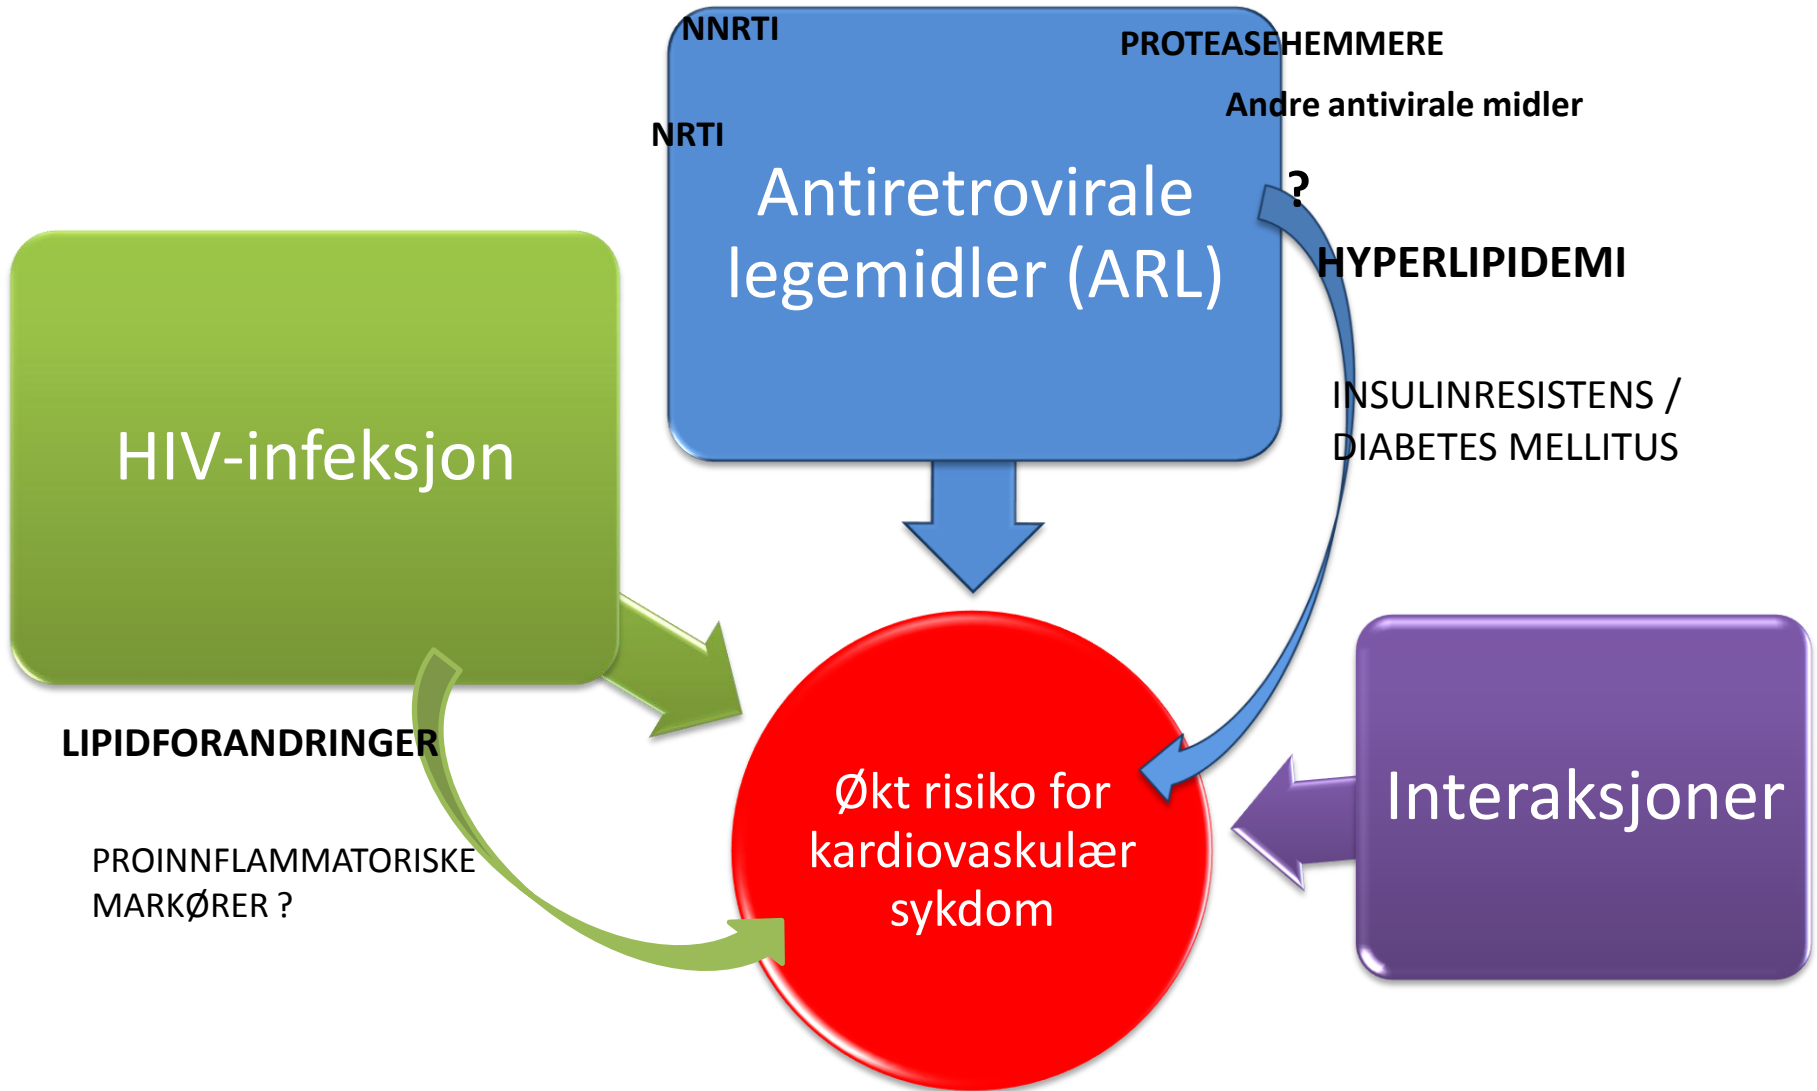 NNRTI
PROTEASEHEMMERE
Andre antivirale midler
NRTI
Antiretrovirale
legemidler (ARL)
?
HYPERLIPIDEMI
INSULINRESISTENS /
DIABETES MELLITUS
HIV-infeksjon
LIPIDFORANDRINGER
PROINNFLAMMATORISKE
MARKØRER ?
Økt risiko for
kardiovaskulær
sykdom
Interaksjoner